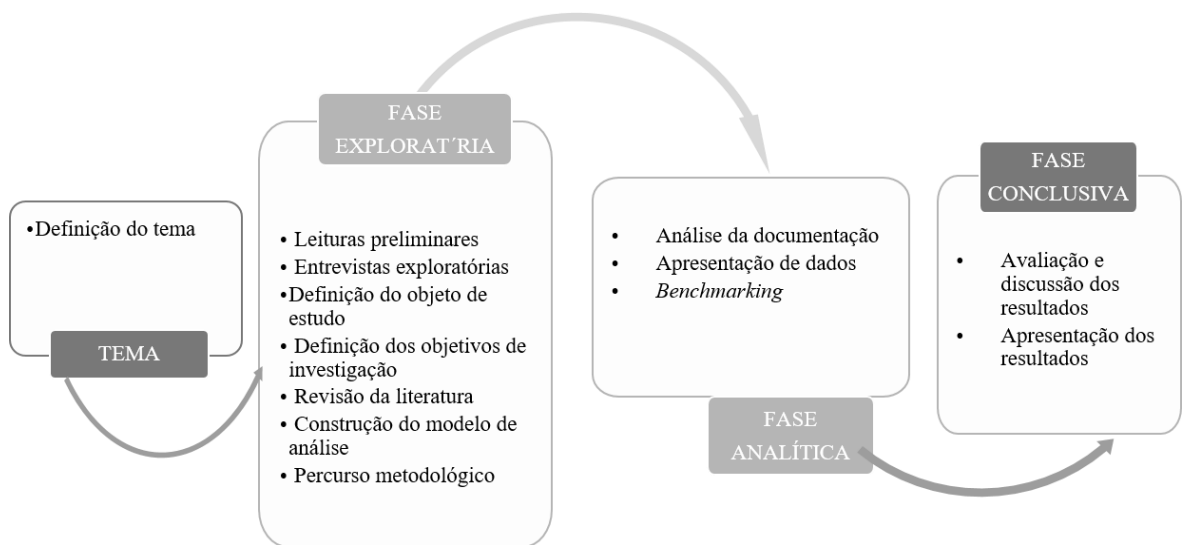 •Definição do tema
TEMA
FASE
EXPLORAT´RIA
• Leituras preliminares
• Entrevistas exploratórias
•Definição do objeto de
estudo
• Definição dos objetivos de
investigação
• Revisão da literatura
• Construção do modelo de
análise
• Percurso metodológico
• Análise da documentação
• Apresentação de dados
• Benchmarking
FASE
ANALÍTICA
FASE
CONCLUSIVA
• Avaliação e
discussão dos
resultados
• Apresentação dos
resultados